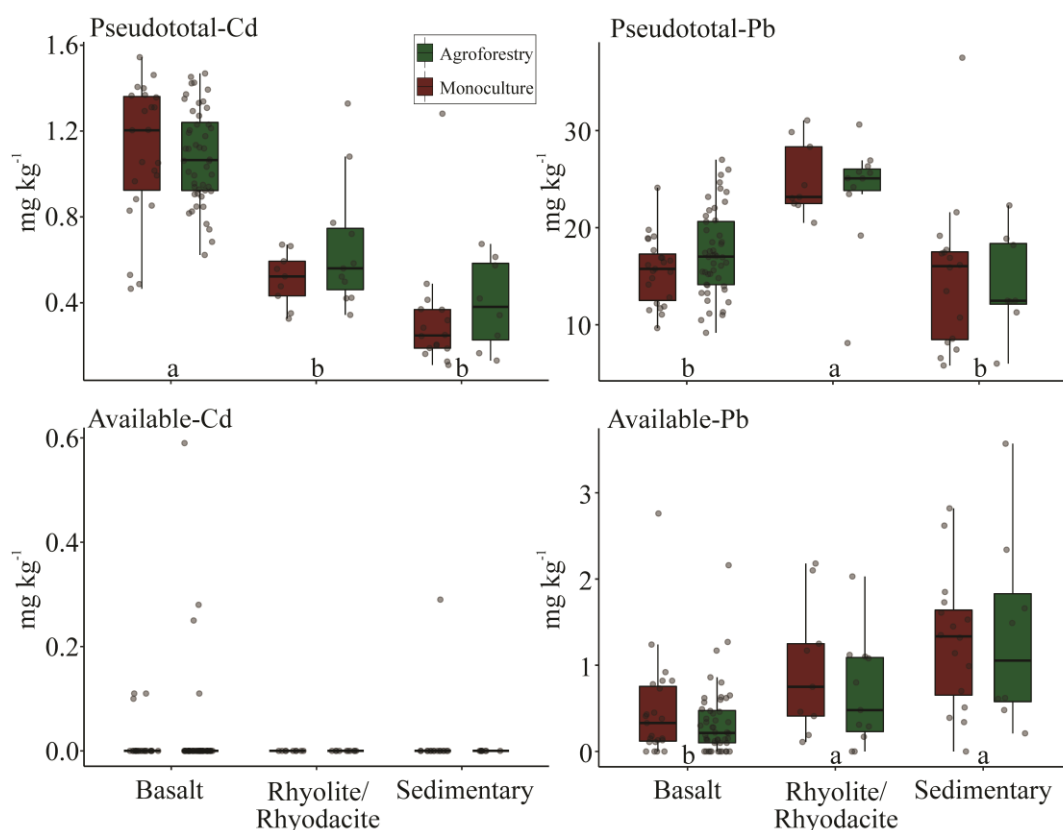 Pseudototal-Cd
1.6
1.2
0.8
0.4
mg kg⁻¹
Agroforestry
Monoculture
a
b
b
Pseudototal-Pb
30
20
10
mg kg⁻¹
b
a
b
Available-Cd
0.6
0.4
0.2
0.0
mg kg⁻¹
Basalt
Rhyolite/
Rhyodacite
Sedimentary
Available-Pb
3
2
1
0
mg kg⁻¹
b
a
a
Basalt
Rhyolite/
Rhyodacite
Sedimentary